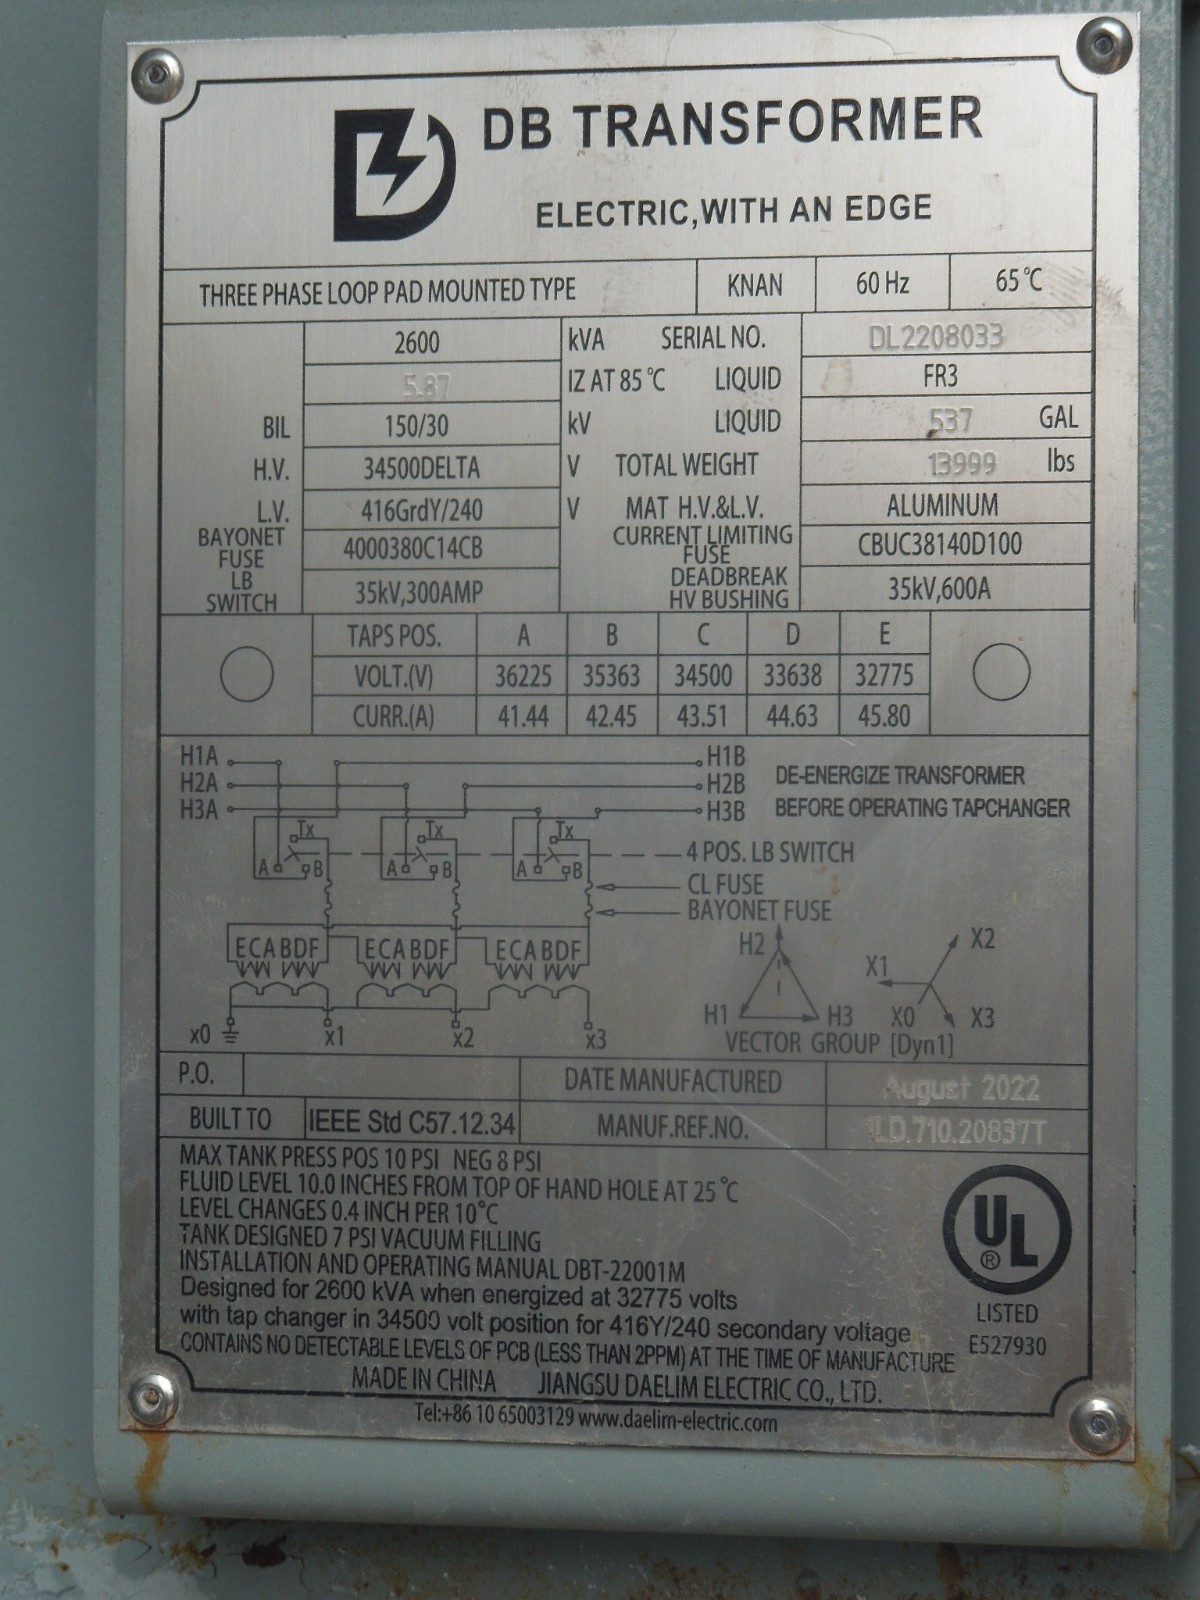 DB TRANSFORMER
ELECTRIC,WITH AN EDGE
THREE PHASE LOOP PAD MOUNTED TYPE KNAN 60 Hz 65°C
2600 kVA SERIAL NO. DL2208033
5.87 IZ AT 85°C LIQUID FR3
BIL 150/30 kV LIQUID 537 GAL
H.V. 34500DELTA V TOTAL WEIGHT 13999 lbs
L.V. 416GrdY/240 V MAT H.V.&L.V. ALUMINUM
BAYONET FUSE 4000380C14CB CURRENT LIMITING FUSE CBUC38140D100
LB SWITCH 35kV,300AMP DEADBREAK HV BUSHING 35kV,600A
TAPS POS. A B C D E
VOLT.(V) 36225 35363 34500 33638 32775
CURR.(A) 41.44 42.45 43.51 44.63 45.80
H1A H1B
H2A H2B DE-ENERGIZE TRANSFORMER
H3A H3B BEFORE OPERATING TAPCHANGER
Tx Tx Tx
A B A B A B 4 POS. LB SWITCH
CL FUSE
BAYONET FUSE
ECABDF ECABDF ECABDF H2 X1 X2
H1 H3 X0 X3
x0 x1 x2 x3 VECTOR GROUP [Dyn1]
P.O. DATE MANUFACTURED August 2022
BUILT TO IEEE Std C57.12.34 MANUF.REF.NO. 1LD.710.20837T
MAX TANK PRESS POS 10 PSI NEG 8 PSI
FLUID LEVEL 10.0 INCHES FROM TOP OF HAND HOLE AT 25°C
LEVEL CHANGES 0.4 INCH PER 10°C
TANK DESIGNED 7 PSI VACUUM FILLING
INSTALLATION AND OPERATING MANUAL DBT-22001M
Designed for 2600 kVA when energized at 32775 volts
with tap changer in 34500 volt position for 416Y/240 secondary voltage
CONTAINS NO DETECTABLE LEVELS OF PCB (LESS THAN 2PPM) AT THE TIME OF MANUFACTURE
UL ®
LISTED
E527930
MADE IN CHINA JIANGSU DAELIM ELECTRIC CO., LTD.
Tel:+86 10 65003129 www.daelim-electric.com